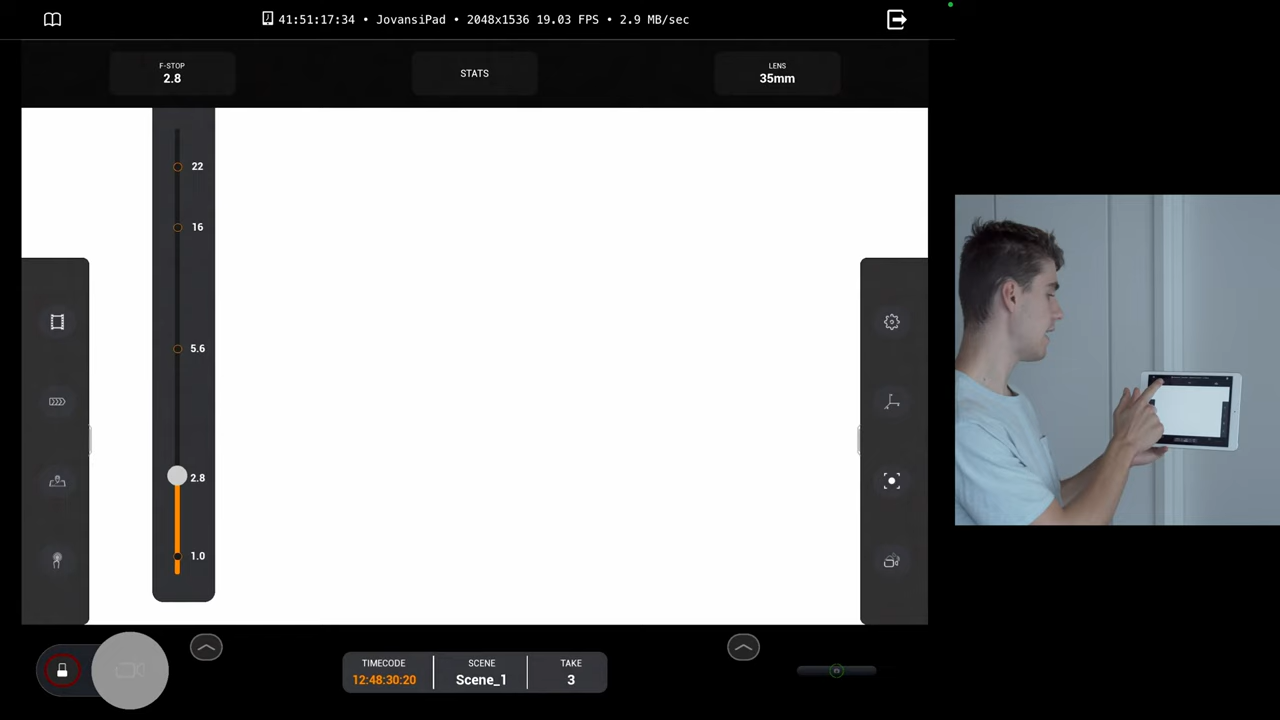 41:51:17:34 • JovansiPad • 2048x1536 19.03 FPS • 2.9 MB/sec
F-STOP
2.8
STATS
LENS
35mm
22
16
5.6
2.8
1.0
TIMECODE
12:48:30:20
SCENE
Scene_1
TAKE
3